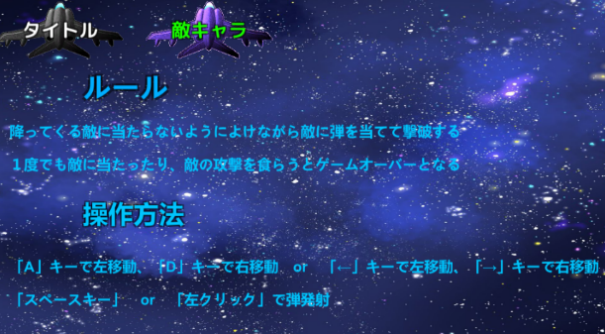 タイトル 敵キャラ
ルール
降ってくる敵に当たらないようによけながら敵に弾を当てて撃破する
１度でも敵に当たったり、敵の攻撃を食らうとゲームオーバーとなる
操作方法
「A」キーで左移動、「D」キーで右移動　or　「←」キーで左移動、「→」キーで右移動
「スペースキー」　or　「左クリック」で弾発射